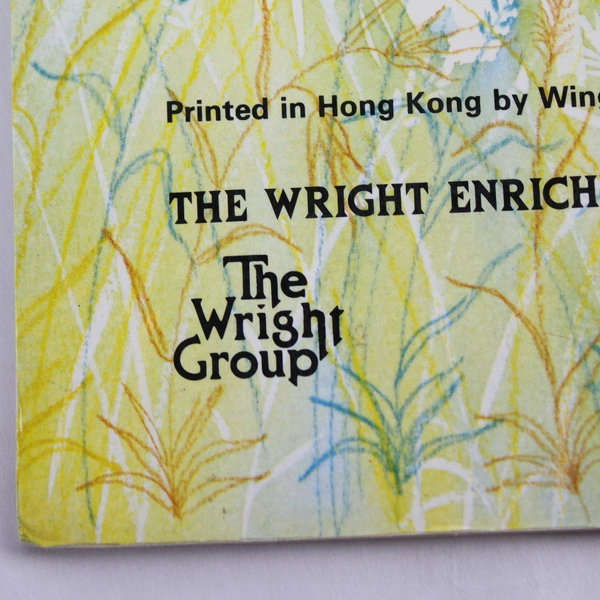 Printed in Hong Kong by Wing
THE WRIGHT ENRICH
The
Wright
Group